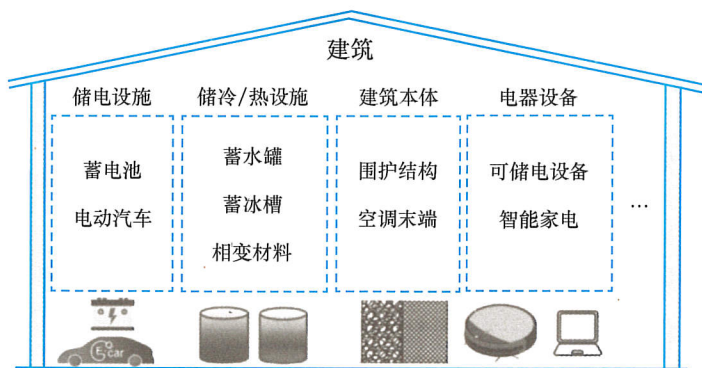 建筑
储电设施
储冷/热设施
建筑本体
电器设备
蓄电池
电动汽车
蓄水罐
蓄冰槽
相变材料
围护结构
空调末端
可储电设备
智能家电
…
E car